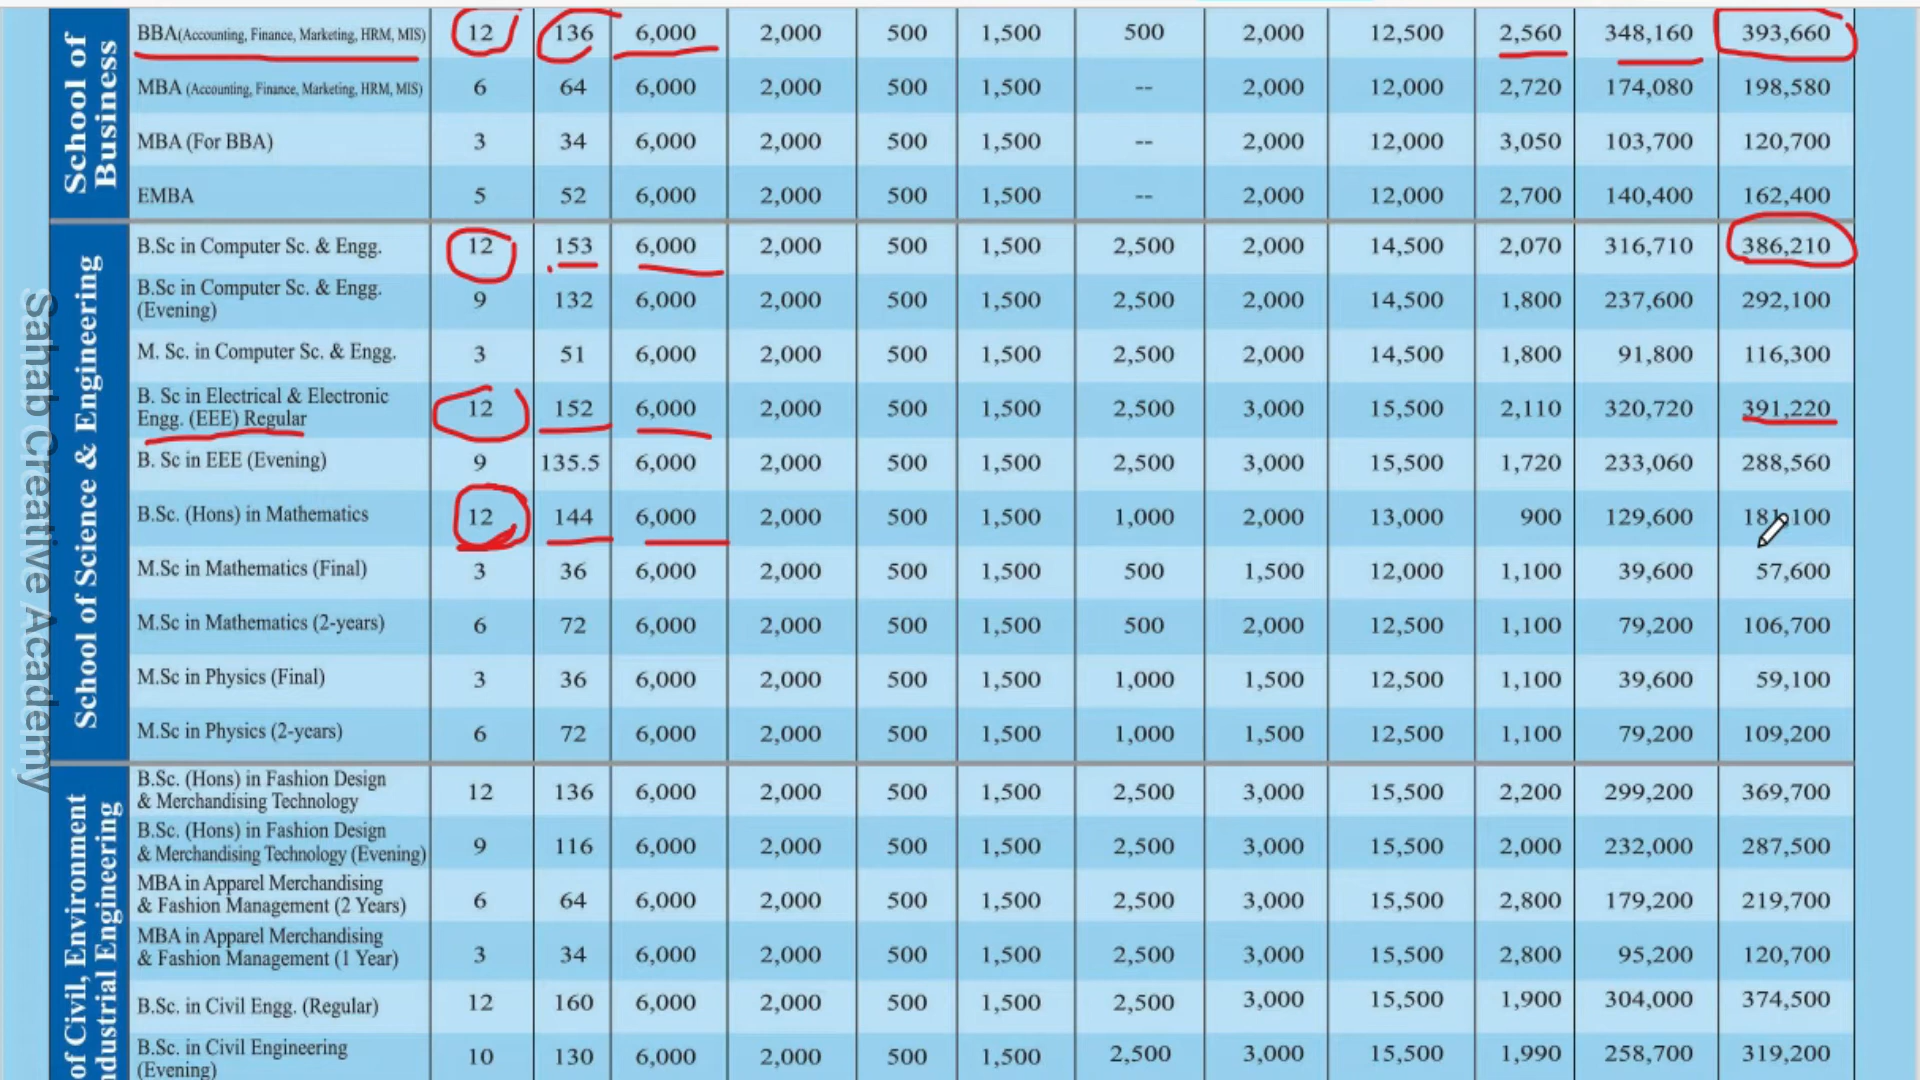 School of
Business
BBA(Accounting, Finance, Marketing, HRM, MIS) 12 136 6,000 2,000 500 1,500 500 2,000 12,500 2,560 348,160 393,660
MBA (Accounting, Finance, Marketing, HRM, MIS) 6 64 6,000 2,000 500 1,500 -- 2,000 12,000 2,720 174,080 198,580
MBA (For BBA) 3 34 6,000 2,000 500 1,500 -- 2,000 12,000 3,050 103,700 120,700
EMBA 5 52 6,000 2,000 500 1,500 -- 2,000 12,000 2,700 140,400 162,400
School of Science & Engineering
B.Sc in Computer Sc. & Engg. 12 153 6,000 2,000 500 1,500 2,500 2,000 14,500 2,070 316,710 386,210
B.Sc in Computer Sc. & Engg.
(Evening) 9 132 6,000 2,000 500 1,500 2,500 2,000 14,500 1,800 237,600 292,100
M. Sc. in Computer Sc. & Engg. 3 51 6,000 2,000 500 1,500 2,500 2,000 14,500 1,800 91,800 116,300
B. Sc in Electrical & Electronic
Engg. (EEE) Regular 12 152 6,000 2,000 500 1,500 2,500 3,000 15,500 2,110 320,720 391,220
B. Sc in EEE (Evening) 9 135.5 6,000 2,000 500 1,500 2,500 3,000 15,500 1,720 233,060 288,560
B.Sc. (Hons) in Mathematics 12 144 6,000 2,000 500 1,500 1,000 2,000 13,000 900 129,600
M.Sc in Mathematics (Final) 3 36 6,000 2,000 500 1,500 500 1,500 12,000 1,100 39,600 57,600
M.Sc in Mathematics (2-years) 6 72 6,000 2,000 500 1,500 500 2,000 12,500 1,100 79,200 106,700
M.Sc in Physics (Final) 3 36 6,000 2,000 500 1,500 1,000 1,500 12,500 1,100 39,600 59,100
M.Sc in Physics (2-years) 6 72 6,000 2,000 500 1,500 1,000 1,500 12,500 1,100 79,200 109,200
of Civil, Environment
ndustrial Engineering
B.Sc. (Hons) in Fashion Design
& Merchandising Technology 12 136 6,000 2,000 500 1,500 2,500 3,000 15,500 2,200 299,200 369,700
B.Sc. (Hons) in Fashion Design
& Merchandising Technology (Evening) 9 116 6,000 2,000 500 1,500 2,500 3,000 15,500 2,000 232,000 287,500
MBA in Apparel Merchandising
& Fashion Management (2 Years) 6 64 6,000 2,000 500 1,500 2,500 3,000 15,500 2,800 179,200 219,700
MBA in Apparel Merchandising
& Fashion Management (1 Year) 3 34 6,000 2,000 500 1,500 2,500 3,000 15,500 2,800 95,200 120,700
B.Sc. in Civil Engg. (Regular) 12 160 6,000 2,000 500 1,500 2,500 3,000 15,500 1,900 304,000 374,500
B.Sc. in Civil Engineering
(Evening) 10 130 6,000 2,000 500 1,500 2,500 3,000 15,500 1,990 258,700 319,200
Sahab Creative Academy